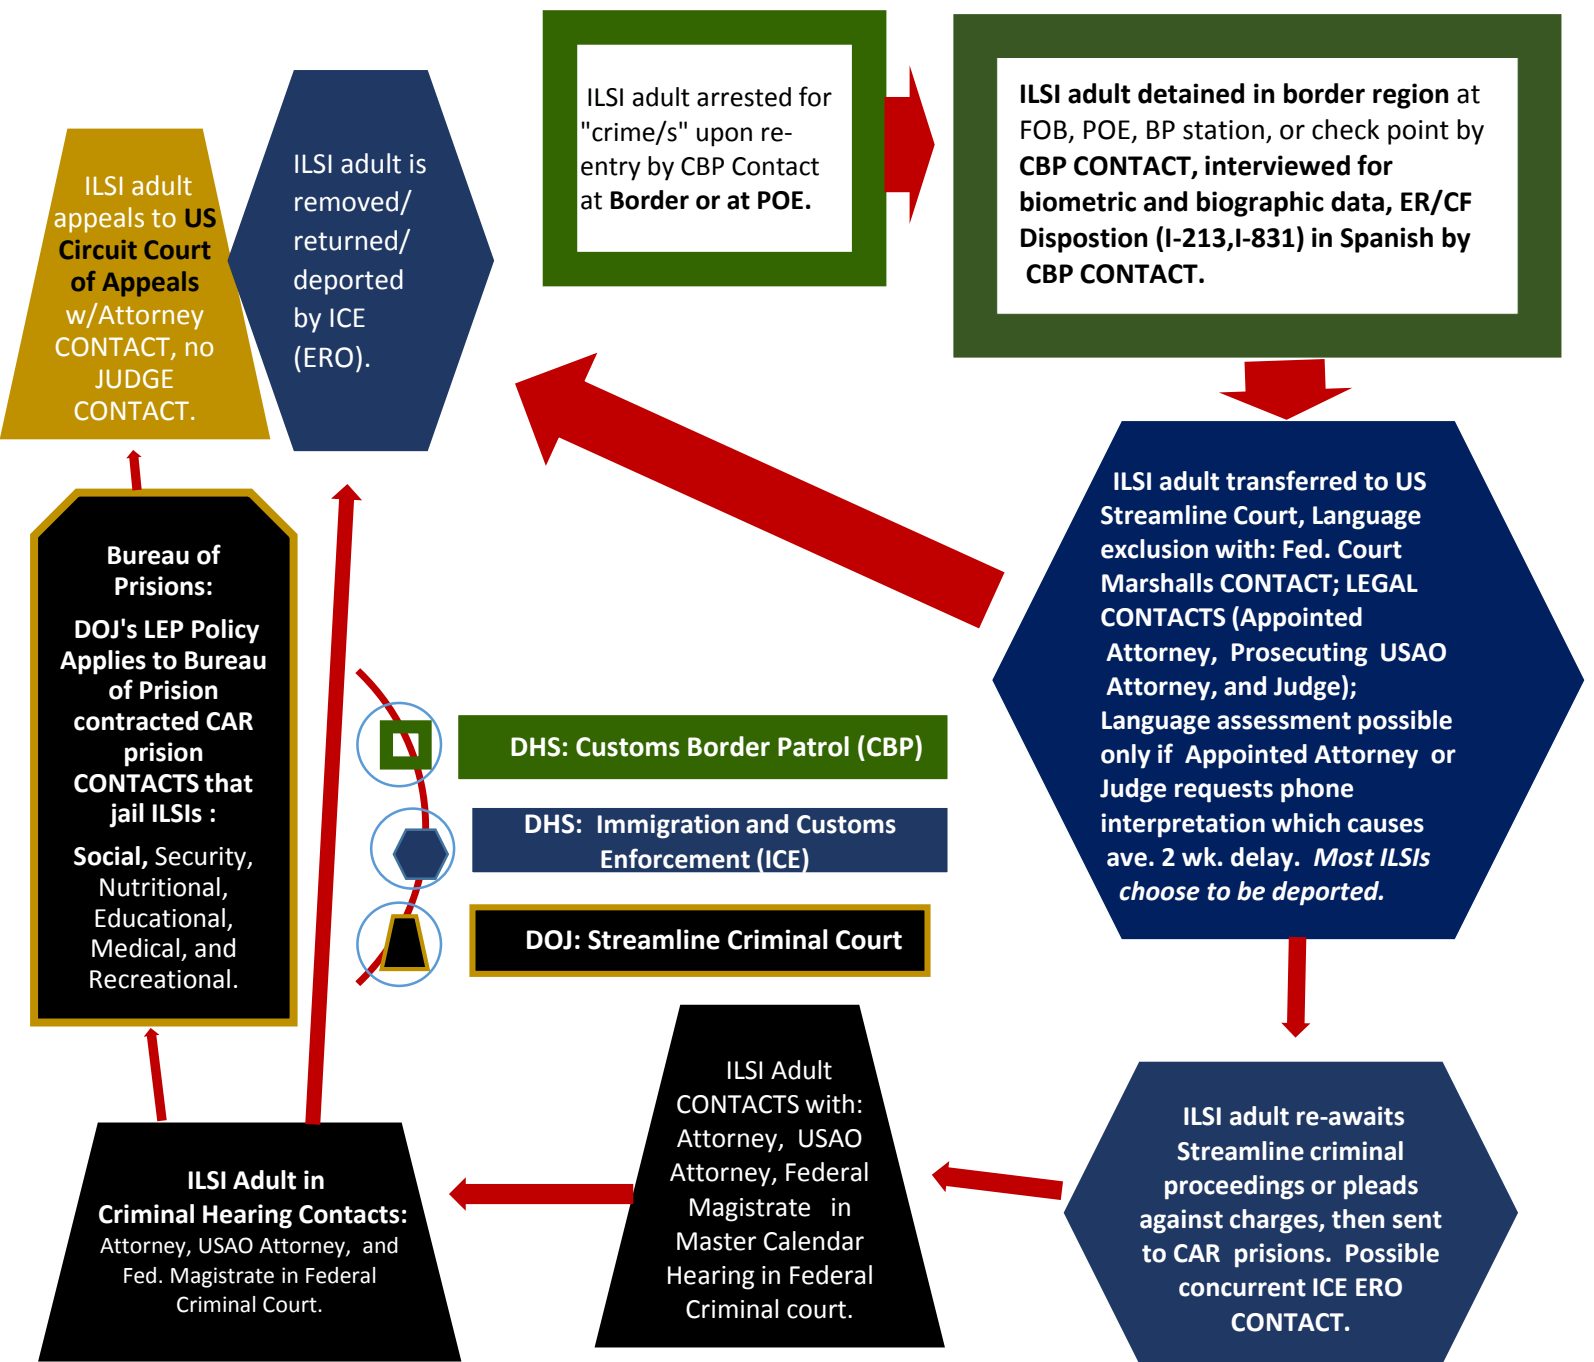 ILSI adult arrested for
"crime/s" upon re-
entry by CBP Contact
at Border or at POE.
ILSI adult detained in border region at
FOB, POE, BP station, or check point by
CBP CONTACT, interviewed for
biometric and biographic data, ER/CF
Dispostion (I-213,I-831) in Spanish by
CBP CONTACT.
ILSI adult transferred to US
Streamline Court, Language
exclusion with: Fed. Court
Marshalls CONTACT; LEGAL
CONTACTS (Appointed
Attorney, Prosecuting USAO
Attorney, and Judge);
Language assessment possible
only if Appointed Attorney or
Judge requests phone
interpretation which causes
ave. 2 wk. delay. Most ILSIs
choose to be deported.
ILSI adult re-awaits
Streamline criminal
proceedings or pleads
against charges, then sent
to CAR prisions. Possible
concurrent ICE ERO
CONTACT.
ILSI Adult
CONTACTS with:
Attorney, USAO
Attorney, Federal
Magistrate in
Master Calendar
Hearing in Federal
Criminal court.
ILSI Adult in
Criminal Hearing Contacts:
Attorney, USAO Attorney, and
Fed. Magistrate in Federal
Criminal Court.
Bureau of
Prisions:
DOJ's LEP Policy
Applies to Bureau
of Prision
contracted CAR
prision
CONTACTS that
jail ILSIs :
Social, Security,
Nutritional,
Educational,
Medical, and
Recreational.
ILSI adult
appeals to US
Circuit Court
of Appeals
w/Attorney
CONTACT, no
JUDGE
CONTACT.
ILSI adult is
removed/
returned/
deported
by ICE
(ERO).
DHS: Customs Border Patrol (CBP)
DHS: Immigration and Customs
Enforcement (ICE)
DOJ: Streamline Criminal Court